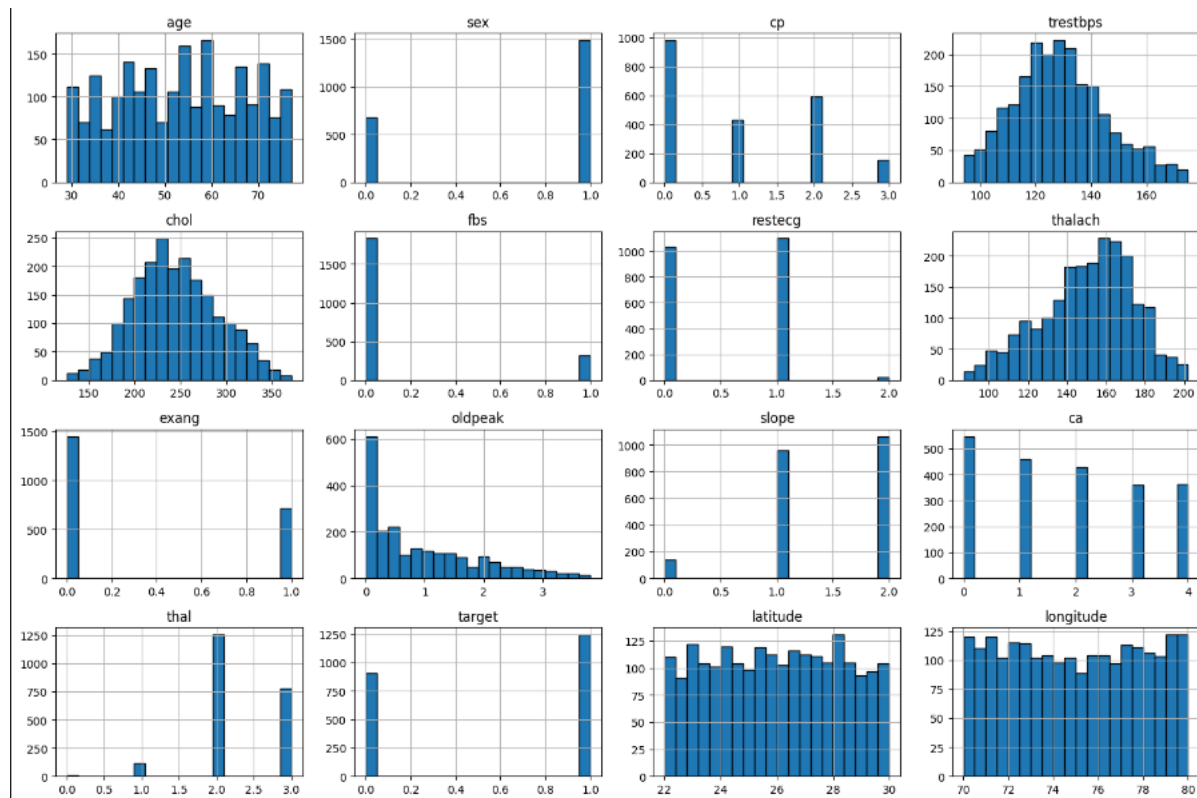 age sex cp trestbps
150 100 50 0
30 40 50 60 70
1500 1000 500 0
0.0 0.2 0.4 0.6 0.8 1.0
1000 800 600 400 200 0
0.0 0.5 1.0 1.5 2.0 2.5 3.0
200 150 100 50 0
100 120 140 160
chol fbs restecg thalach
250 200 150 100 50 0
150 200 250 300 350
1500 1000 500 0
0.0 0.2 0.4 0.6 0.8 1.0
1000 800 600 400 200 0
0.0 0.5 1.0 1.5 2.0
200 150 100 50 0
100 120 140 160 180 200
exang oldpeak slope ca
1500 1000 500 0
0.0 0.2 0.4 0.6 0.8 1.0
600 400 200 0
0 1 2 3
1000 800 600 400 200 0
0.0 0.5 1.0 1.5 2.0
500 400 300 200 100 0
0 1 2 3 4
thal target latitude longitude
1250 1000 750 500 250 0
0.0 0.5 1.0 1.5 2.0 2.5 3.0
1250 1000 750 500 250 0
0.0 0.2 0.4 0.6 0.8 1.0
125 100 75 50 25 0
22 24 26 28 30
125 100 75 50 25 0
70 72 74 76 78 80